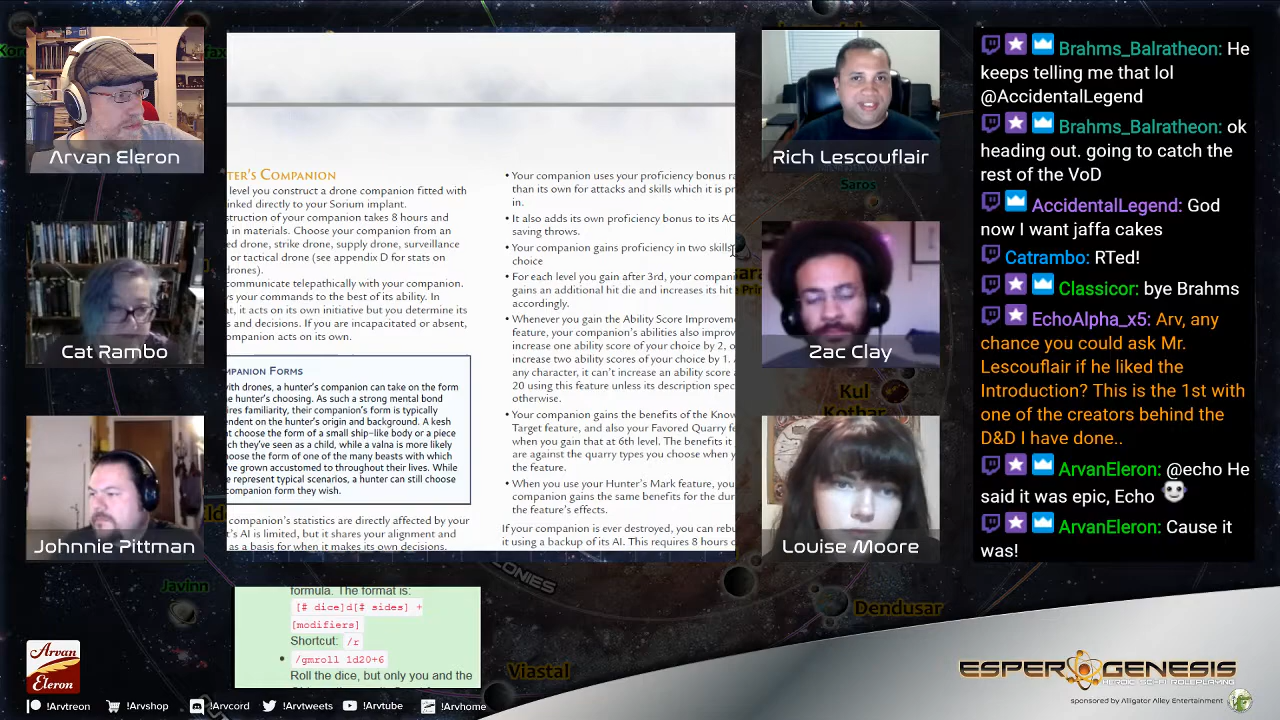 Arvan Eleron
Cat Rambo
Johnnie Pittman
TER'S COMPANION
level you construct a drone companion fitted with
inked directly to your Sorium implant.
struction of your companion takes 8 hours and
u in materials. Choose your companion from an
ed drone, strike drone, supply drone, surveillance
or tactical drone (see appendix D for stats on
drones).
communicate telepathically with your companion.
ys your commands to the best of its ability. In
at, it acts on its own initiative but you determine its
s and decisions. If you are incapacitated or absent,
ompanion acts on its own.
MPANION FORMS
ith drones, a hunter's companion can take on the form
e hunter's choosing. As such a strong mental bond
ires familiarity, their companion's form is typically
endent on the hunter's origin and background. A kesh
t choose the form of a small ship-like body or a piece
ch they've seen as a child, while a valna is more likely
oose the form of one of the many beasts with which
've grown accustomed to throughout their lives. While
e represent typical scenarios, a hunter can still choose
ompanion form they wish.
companion's statistics are directly affected by your
t's AI is limited, but it shares your alignment and
as a basis for when it makes its own decisions.
• Your companion uses your proficiency bonus ra
than its own for attacks and skills which it is pr
in.
• It also adds its own proficiency bonus to its AC
saving throws.
• Your companion gains proficiency in two skills
choice
• For each level you gain after 3rd, your compani
gains an additional hit die and increases its hit
accordingly.
• Whenever you gain the Ability Score Improveme
feature, your companion's abilities also improv
increase one ability score of your choice by 2, o
increase two ability scores of your choice by 1. 
any character, it can't increase an ability score
20 using this feature unless its description spec
otherwise.
• Your companion gains the benefits of the Know
Target feature, and also your Favored Quarry fe
when you gain that at 6th level. The benefits it
are against the quarry types you choose when y
the feature.
• When you use your Hunter's Mark feature, you
companion gains the same benefits for the dur
the feature's effects.
If your companion is ever destroyed, you can rebu
it using a backup of its AI. This requires 8 hours o
Rich Lescouflair
Zac Clay
Louise Moore
Saros
Kul
Kothar
Javinn
ONIES
Dendusar
Viastal
Brahms_Balratheon: He
keeps telling me that lol
@AccidentalLegend
Brahms_Balratheon: ok
heading out. going to catch the
rest of the VoD
AccidentalLegend: God
now I want jaffa cakes
Catrambo: RTed!
Classicor: bye Brahms
EchoAlpha_x5: Arv, any
chance you could ask Mr.
Lescouflair if he liked the
Introduction? This is the 1st with
one of the creators behind the
D&D I have done..
ArvanEleron: @echo He
said it was epic, Echo
ArvanEleron: Cause it
was!
formula. The format is:
[# dice]d[# sides] +
[modifiers]
Shortcut: /r
• /gmroll 1d20+6
Roll the dice, but only you and the
Arvan
Eleron
!Arvtreon
!Arvshop
!Arvcord
!Arvtweets
!Arvtube
!Arvhome
ESPER GENESIS
HEROIC SCI-FI ROLEPLAYING
sponsored by Alligator Alley Entertainment